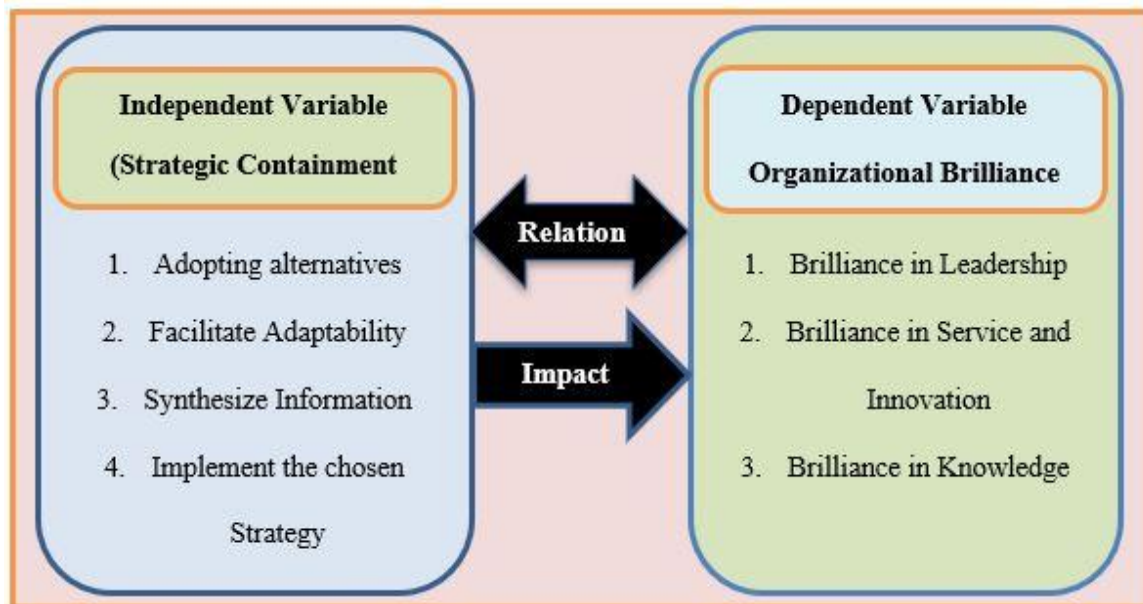 Independent Variable
(Strategic Containment
1. Adopting alternatives
2. Facilitate Adaptability
3. Synthesize Information
4. Implement the chosen
Strategy
Relation
Impact
Dependent Variable
Organizational Brilliance
1. Brilliance in Leadership
2. Brilliance in Service and
Innovation
3. Brilliance in Knowledge